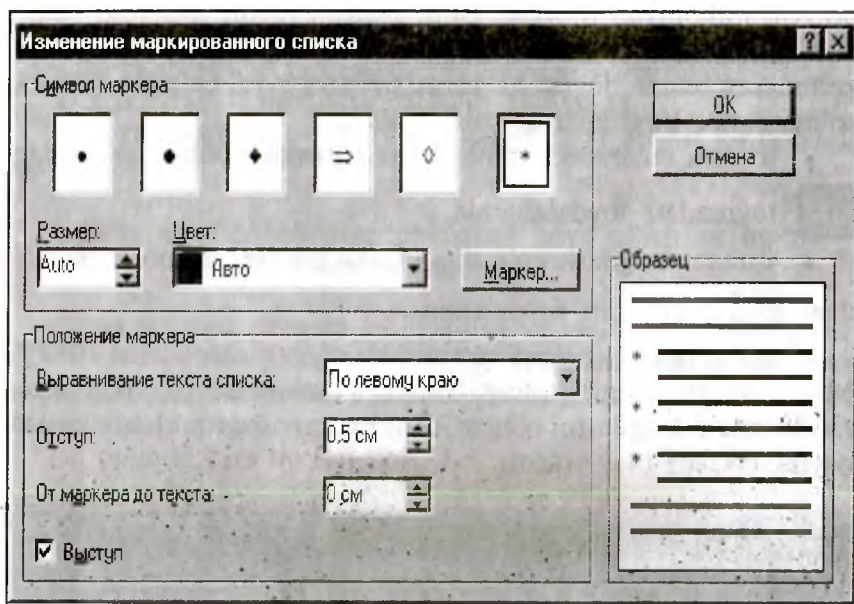 Изменение маркированного списка
Символ маркера
OK
Отмена
Размер:
Цвет:
Auto
Авто
Маркер...
Образец
Положение маркера
Выравнивание текста списка:
По левому краю
Отступ:
0,5 см
От маркера до текста:
0 см
Выступ